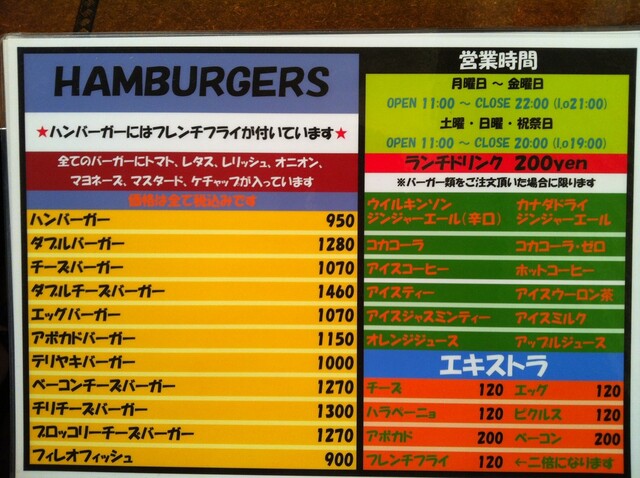 HAMBURGERS
★ハンバーガーにはフレンチフライが付いています★
全てのバーガーにトマト、レタス、レリッシュ、オニオン、
マヨネーズ、マスタード、ケチャップが入っています
価格は全て税込みです
ハンバーガー 950
ダブルバーガー 1280
チーズバーガー 1070
ダブルチーズバーガー 1460
エッグバーガー 1070
アボカドバーガー 1150
テリヤキバーガー 1000
ベーコンチーズバーガー 1270
チリチーズバーガー 1300
ブロッコリーチーズバーガー 1270
フィレオフィッシュ 900
営業時間
月曜日 ～ 金曜日
OPEN 11:00 ～ CLOSE 22:00 (l,o21:00)
土曜・日曜・祝祭日
OPEN 11:00 ～ CLOSE 20:00 (l,o19:00)
ランチドリンク 200yen
※バーガー類をご注文頂いた場合に限ります
ウイルキンソン カナダドライ
ジンジャーエール(辛口) ジンジャーエール
コカコーラ コカコーラ・ゼロ
アイスコーヒー ホットコーヒー
アイスティー アイスウーロン茶
アイスジャスミンティー アイスミルク
オレンジジュース アップルジュース
エキストラ
チーズ 120 エッグ 120
ハラペーニョ 120 ピクルス 120
アボカド 200 ベーコン 200
フレンチフライ 120 ←二倍になります